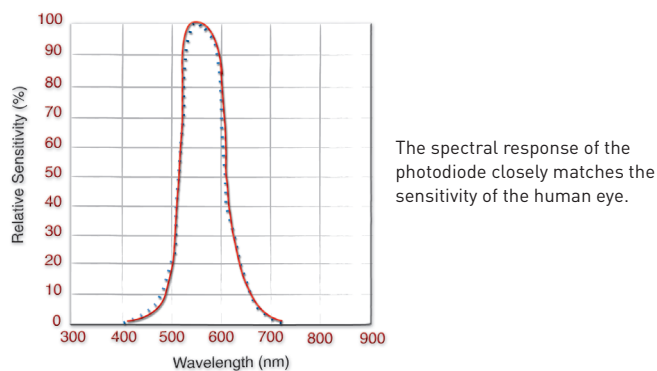 100
90
80
70
60
50
40
30
20
10
0
Relative Sensitivity (%)
300 400 500 600 700 800 900
Wavelength (nm)
The spectral response of the
photodiode closely matches the
sensitivity of the human eye.